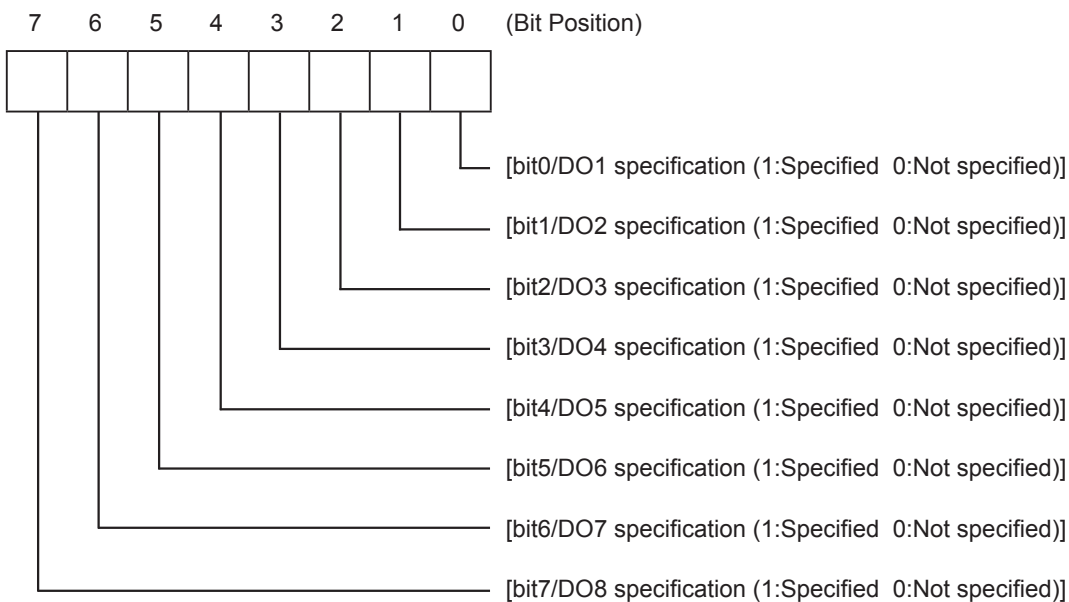 7 6 5 4 3 2 1 0 (Bit Position)
[bit0/DO1 specification (1:Specified 0:Not specified)]
[bit1/DO2 specification (1:Specified 0:Not specified)]
[bit2/DO3 specification (1:Specified 0:Not specified)]
[bit3/DO4 specification (1:Specified 0:Not specified)]
[bit4/DO5 specification (1:Specified 0:Not specified)]
[bit5/DO6 specification (1:Specified 0:Not specified)]
[bit6/DO7 specification (1:Specified 0:Not specified)]
[bit7/DO8 specification (1:Specified 0:Not specified)]